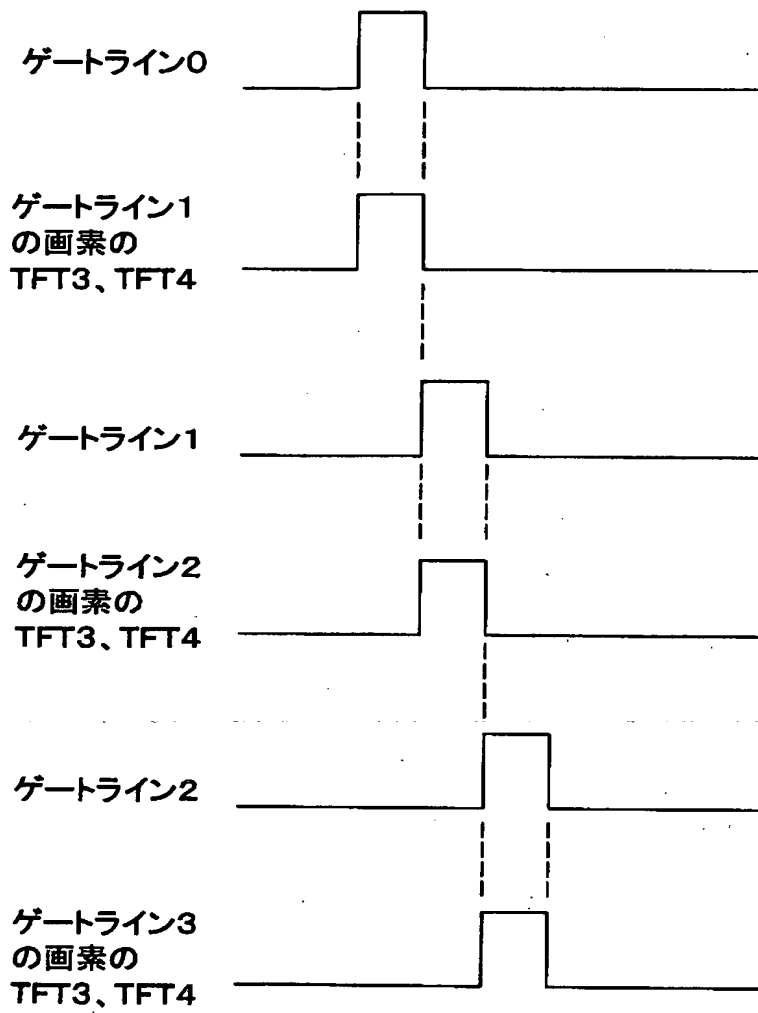 ゲートライン0
ゲートライン1
の画素の
TFT3、TFT4
ゲートライン1
ゲートライン2
の画素の
TFT3、TFT4
ゲートライン2
ゲートライン3
の画素の
TFT3、TFT4